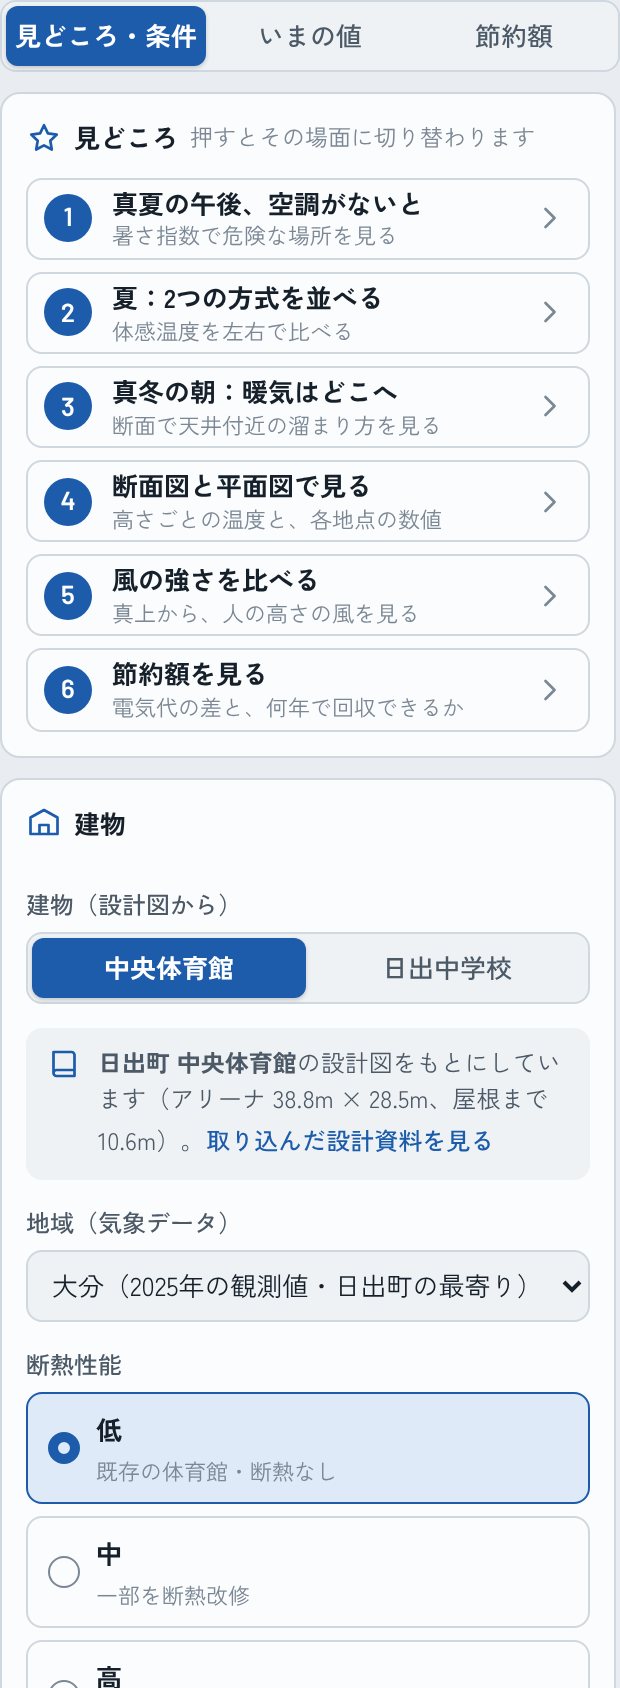 見どころ・条件 いまの値 節約額
見どころ 押すとその場面に切り替わります
1 真夏の午後、空調がないと
暑さ指数で危険な場所を見る
2 夏：2つの方式を並べる
体感温度を左右で比べる
3 真冬の朝：暖気はどこへ
断面で天井付近の溜まり方を見る
4 断面図と平面図で見る
高さごとの温度と、各地点の数値
5 風の強さを比べる
真上から、人の高さの風を見る
6 節約額を見る
電気代の差と、何年で回収できるか
建物
建物（設計図から）
中央体育館 日出中学校
日出町 中央体育館の設計図をもとにしてい
ます（アリーナ 38.8m × 28.5m、屋根まで
10.6m）。取り込んだ設計資料を見る
地域（気象データ）
大分（2025年の観測値・日出町の最寄り）
断熱性能
低
既存の体育館・断熱なし
中
一部を断熱改修
高